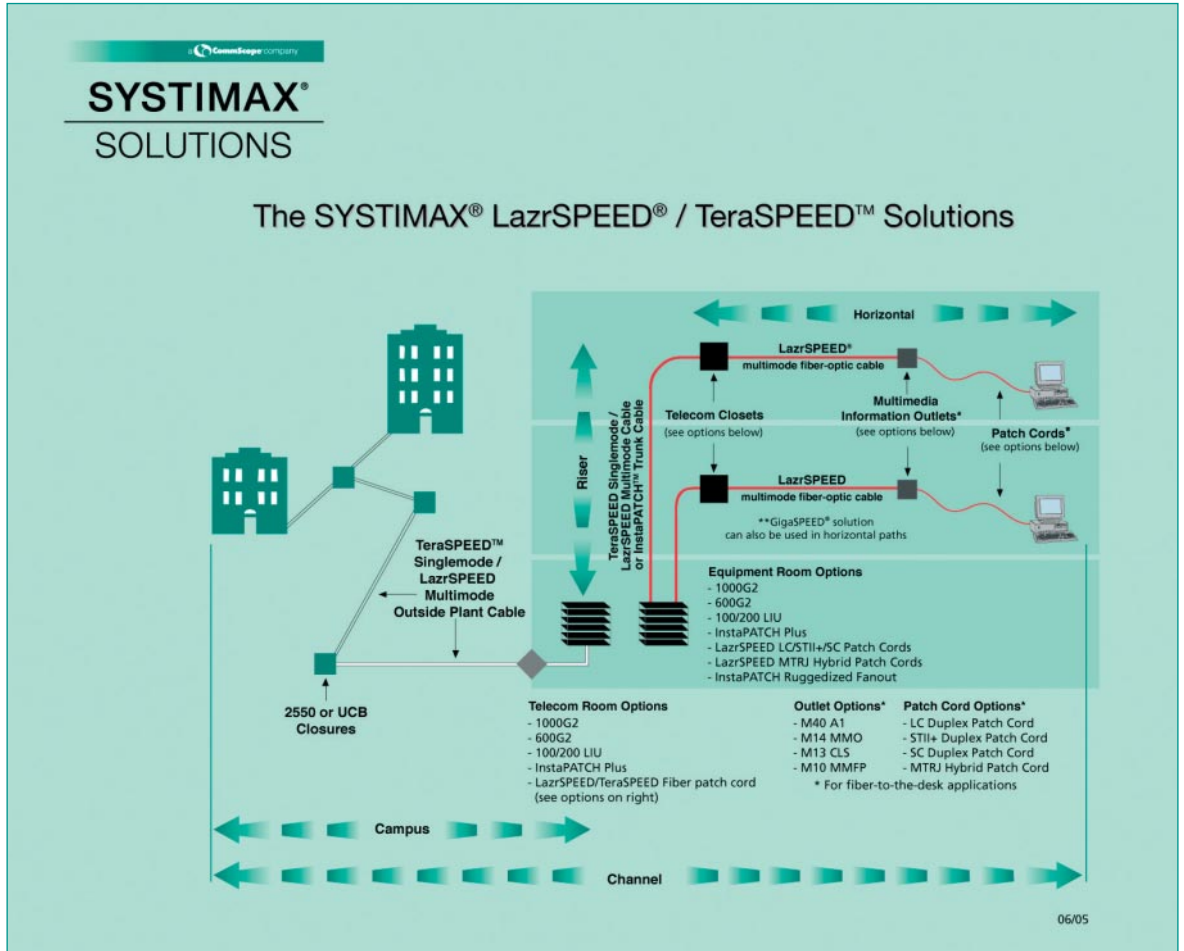 a CommScope company
SYSTIMAX®
SOLUTIONS
The SYSTIMAX® LazrSPEED® / TeraSPEED™ Solutions
Horizontal
LazrSPEED®
multimode fiber-optic cable
Riser
TeraSPEED Singlemode /
LazrSPEED Multimode Cable
or InstaPATCH™ Trunk Cable
Telecom Closets
(see options below)
Multimedia
Information Outlets*
(see options below)
Patch Cords*
(see options below)
LazrSPEED
multimode fiber-optic cable
**GigaSPEED® solution
can also be used in horizontal paths
TeraSPEED™
Singlemode /
LazrSPEED
Multimode
Outside Plant Cable
2550 or UCB
Closures
Equipment Room Options
- 1000G2
- 600G2
- 100/200 LIU
- InstaPATCH Plus
- LazrSPEED LC/STII+/SC Patch Cords
- LazrSPEED MTRJ Hybrid Patch Cords
- InstaPATCH Ruggedized Fanout
Telecom Room Options
- 1000G2
- 600G2
- 100/200 LIU
- InstaPATCH Plus
- LazrSPEED/TeraSPEED Fiber patch cord
(see options on right)
Outlet Options*
- M40 A1
- M14 MMO
- M13 CLS
- M10 MMFP
Patch Cord Options*
- LC Duplex Patch Cord
- STII+ Duplex Patch Cord
- SC Duplex Patch Cord
- MTRJ Hybrid Patch Cord
* For fiber-to-the-desk applications
Campus
Channel
06/05